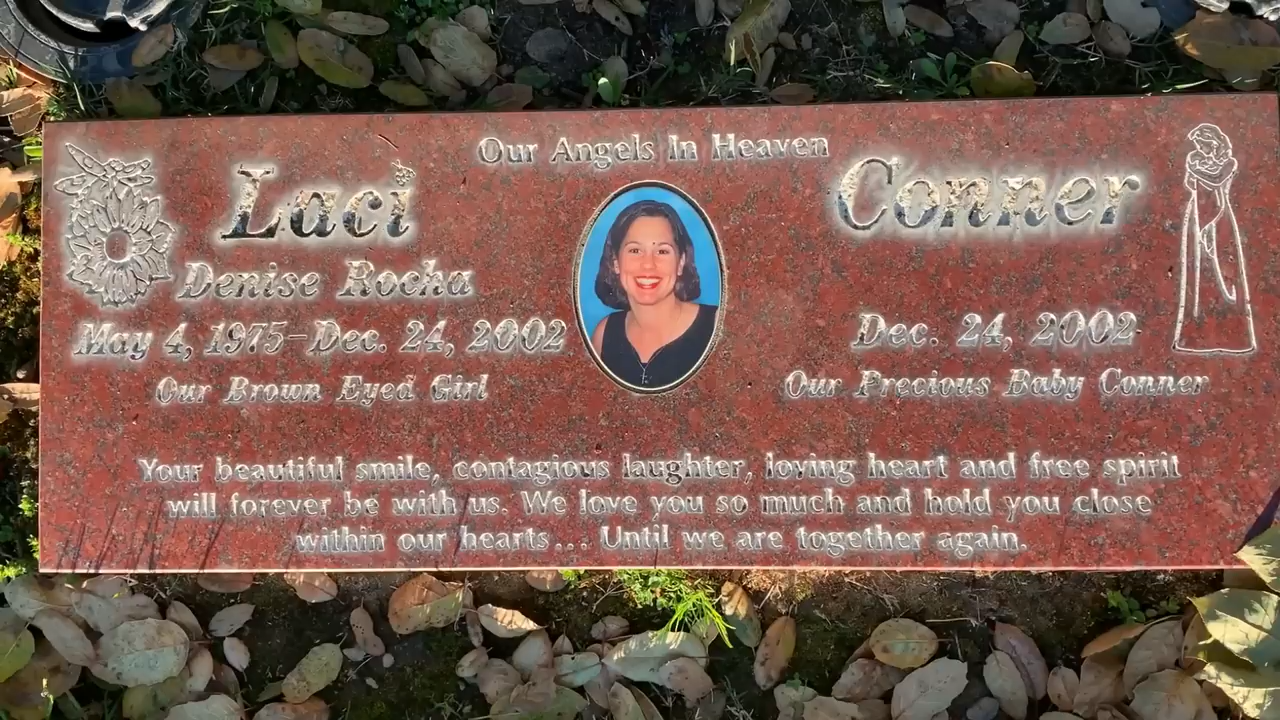 Our Angels In Heaven
Laci
Denise Rocha
May 4, 1975-Dec. 24, 2002
Our Brown Eyed Girl
Conner
Dec. 24, 2002
Our Precious Baby Conner
Your beautiful smile, contagious laughter, loving heart and free spirit
will forever be with us. We love you so much and hold you close
within our hearts... Until we are together again.